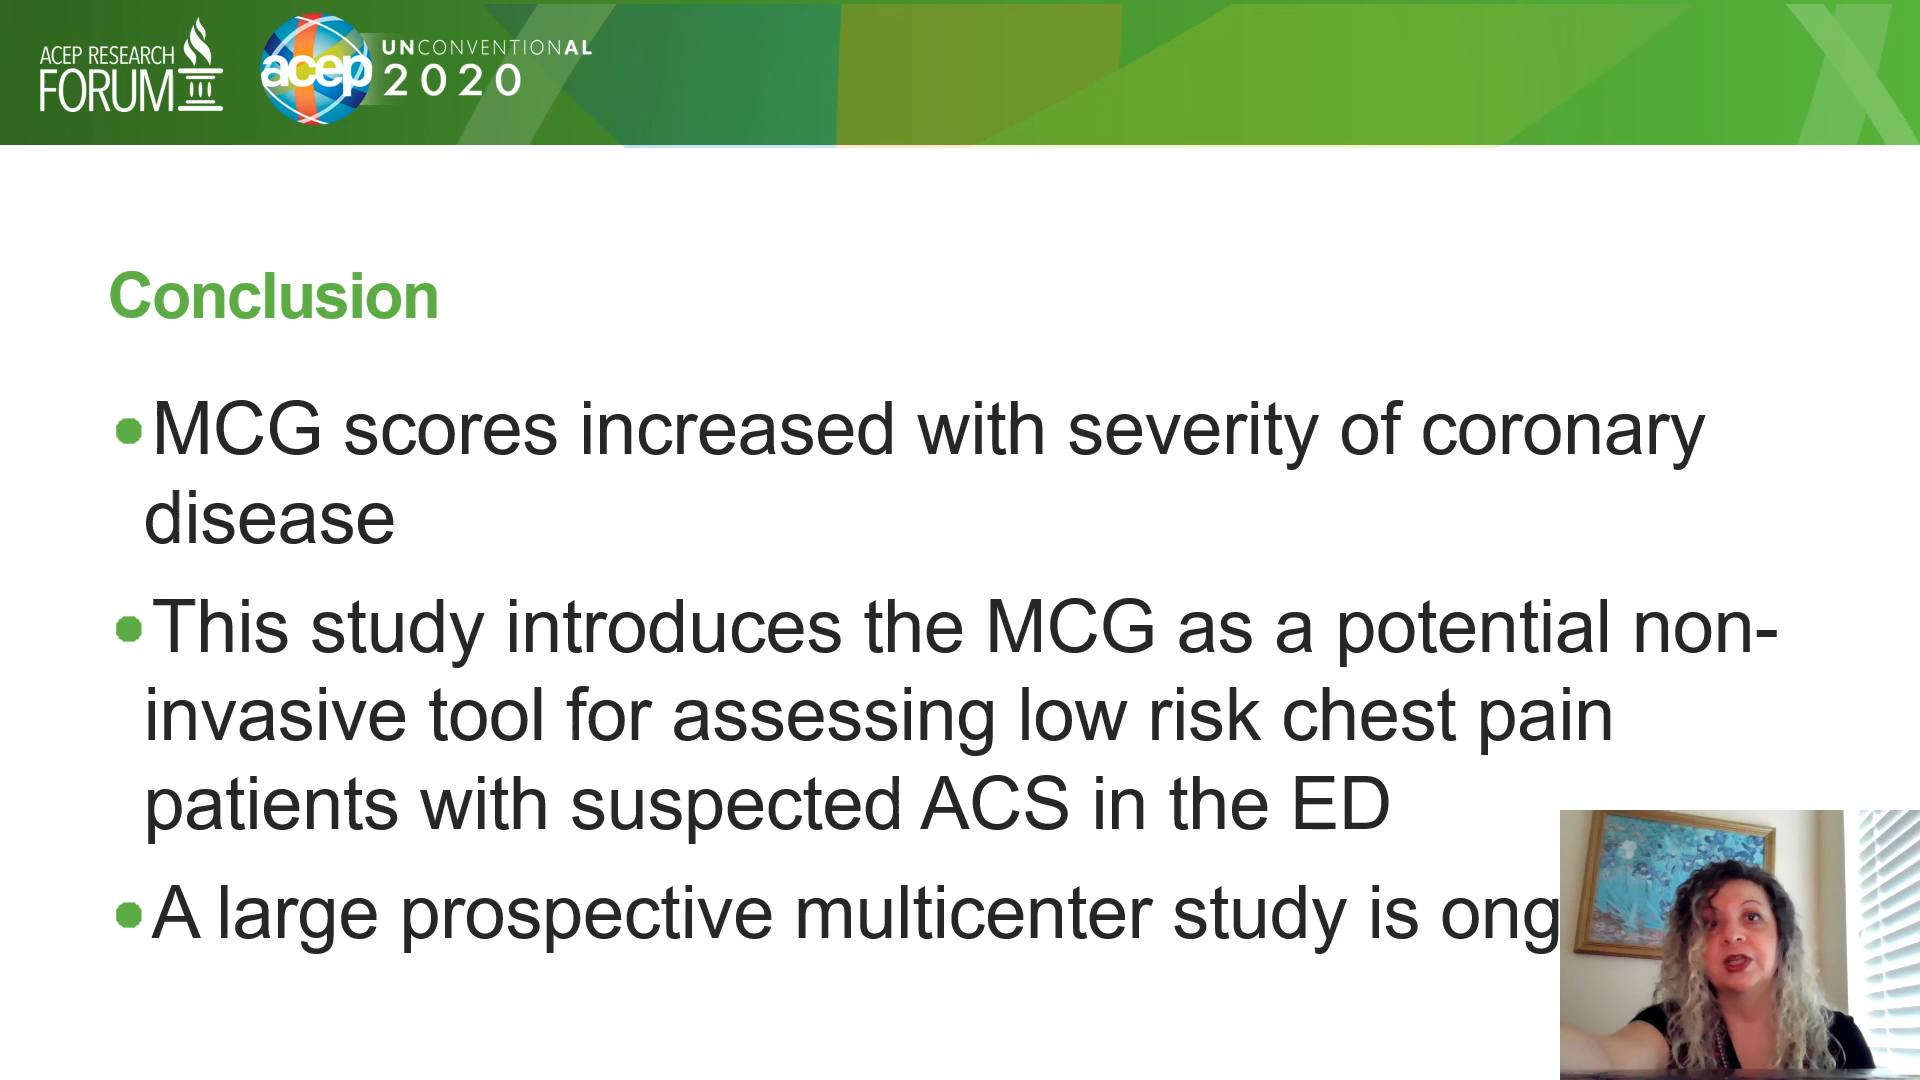 ACEP RESEARCH
FORUM
acep
UNCONVENTIONAL
2020
Conclusion
•MCG scores increased with severity of coronary
disease
•This study introduces the MCG as a potential non-
invasive tool for assessing low risk chest pain
patients with suspected ACS in the ED
•A large prospective multicenter study is ong